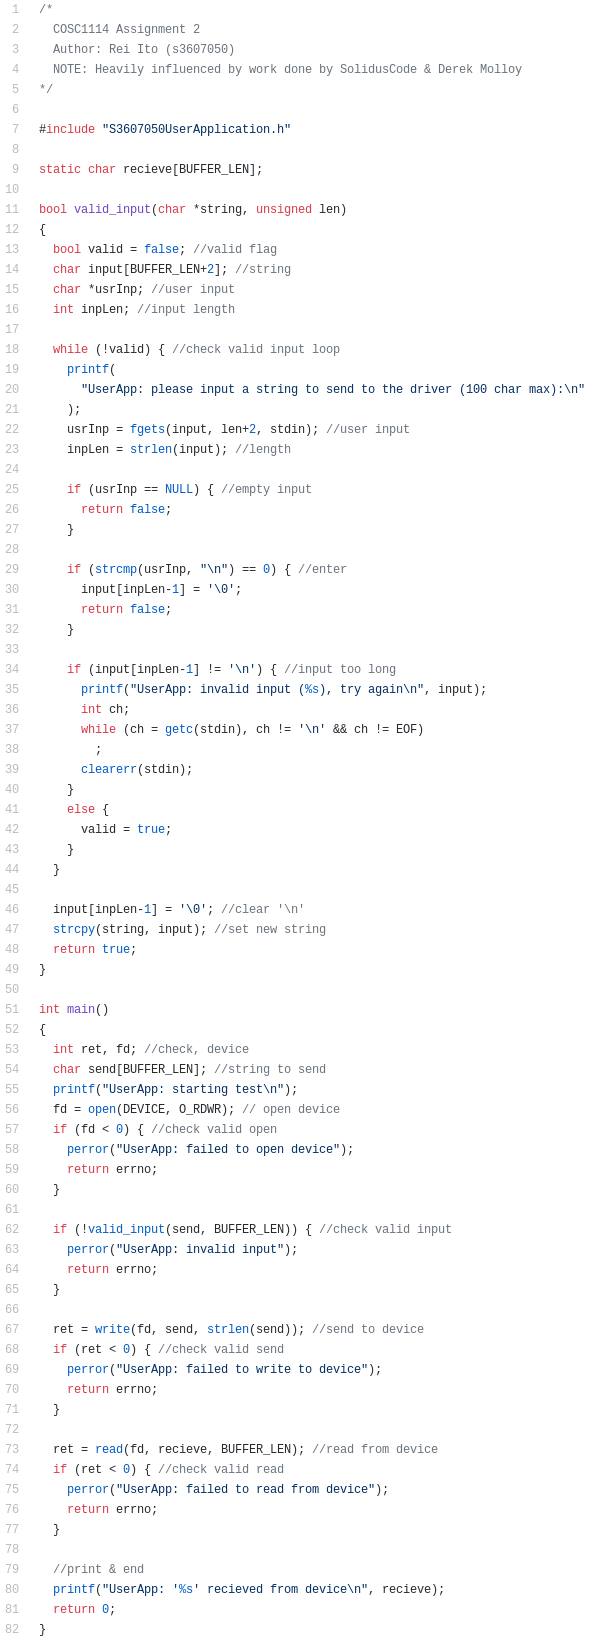 1 /*
2   COSC1114 Assignment 2
3   Author: Rei Ito (s3607050)
4   NOTE: Heavily influenced by work done by SolidusCode & Derek Molloy
5 */
6
7 #include "S3607050UserApplication.h"
8
9 static char recieve[BUFFER_LEN];
10
11 bool valid_input(char *string, unsigned len)
12 {
13   bool valid = false; //valid flag
14   char input[BUFFER_LEN+2]; //string
15   char *usrInp; //user input
16   int inpLen; //input length
17
18   while (!valid) { //check valid input loop
19     printf(
20       "UserApp: please input a string to send to the driver (100 char max):\n"
21     );
22     usrInp = fgets(input, len+2, stdin); //user input
23     inpLen = strlen(input); //length
24
25     if (usrInp == NULL) { //empty input
26       return false;
27     }
28
29     if (strcmp(usrInp, "\n") == 0) { //enter
30       input[inpLen-1] = '\0';
31       return false;
32     }
33
34     if (input[inpLen-1] != '\n') { //input too long
35       printf("UserApp: invalid input (%s), try again\n", input);
36       int ch;
37       while (ch = getc(stdin), ch != '\n' && ch != EOF)
38         ;
39       clearerr(stdin);
40     }
41     else {
42       valid = true;
43     }
44   }
45
46   input[inpLen-1] = '\0'; //clear '\n'
47   strcpy(string, input); //set new string
48   return true;
49 }
50
51 int main()
52 {
53   int ret, fd; //check, device
54   char send[BUFFER_LEN]; //string to send
55   printf("UserApp: starting test\n");
56   fd = open(DEVICE, O_RDWR); // open device
57   if (fd < 0) { //check valid open
58     perror("UserApp: failed to open device");
59     return errno;
60   }
61
62   if (!valid_input(send, BUFFER_LEN)) { //check valid input
63     perror("UserApp: invalid input");
64     return errno;
65   }
66
67   ret = write(fd, send, strlen(send)); //send to device
68   if (ret < 0) { //check valid send
69     perror("UserApp: failed to write to device");
70     return errno;
71   }
72
73   ret = read(fd, recieve, BUFFER_LEN); //read from device
74   if (ret < 0) { //check valid read
75     perror("UserApp: failed to read from device");
76     return errno;
77   }
78
79   //print & end
80   printf("UserApp: '%s' recieved from device\n", recieve);
81   return 0;
82 }